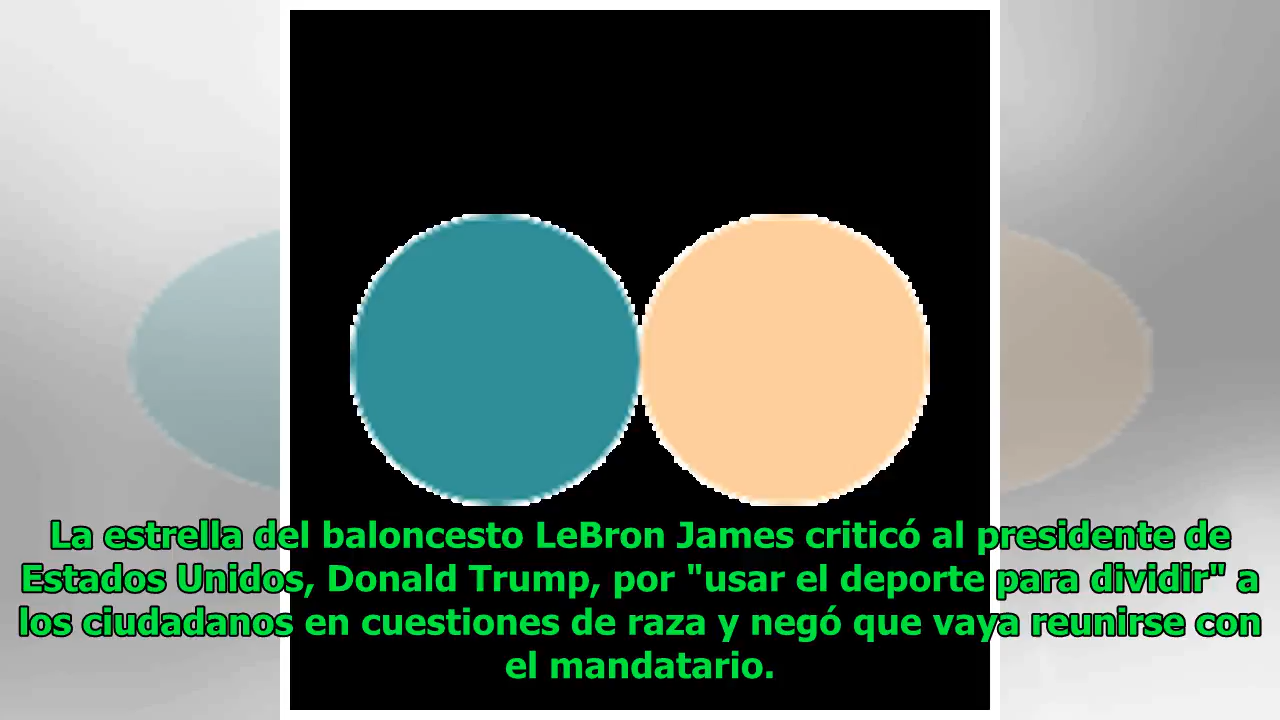 La estrella del baloncesto LeBron James criticó al presidente de
Estados Unidos, Donald Trump, por "usar el deporte para dividir" a
los ciudadanos en cuestiones de raza y negó que vaya reunirse con
el mandatario.